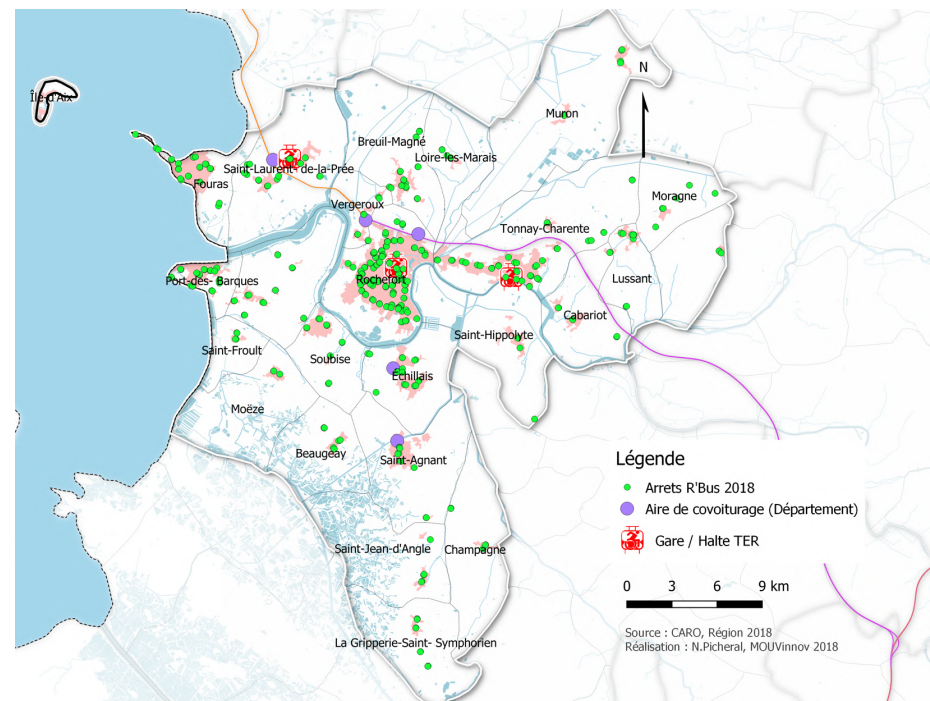 N
Île d'Aix
Muron
Breuil-Magné
Loire-les-Marais
Saint-Laurent- de-la-Prée
Fouras
Moragne
Vergeroux
Tonnay-Charente
Port-des- Barques
Rochefort
Lussant
Cabariot
Saint-Hippolyte
Saint-Froult
Soubise
Echillais
Moëze
Beaugeay
Saint-Agnant
Légende
Arrets R'Bus 2018
Aire de covoiturage (Département)
Gare / Halte TER
Saint-Jean-d'Angle
Champagne
0 3 6 9 km
Source : CARO, Région 2018
Réalisation : N.Picheral, MOUVinnov 2018
La Gripperie-Saint- Symphorien